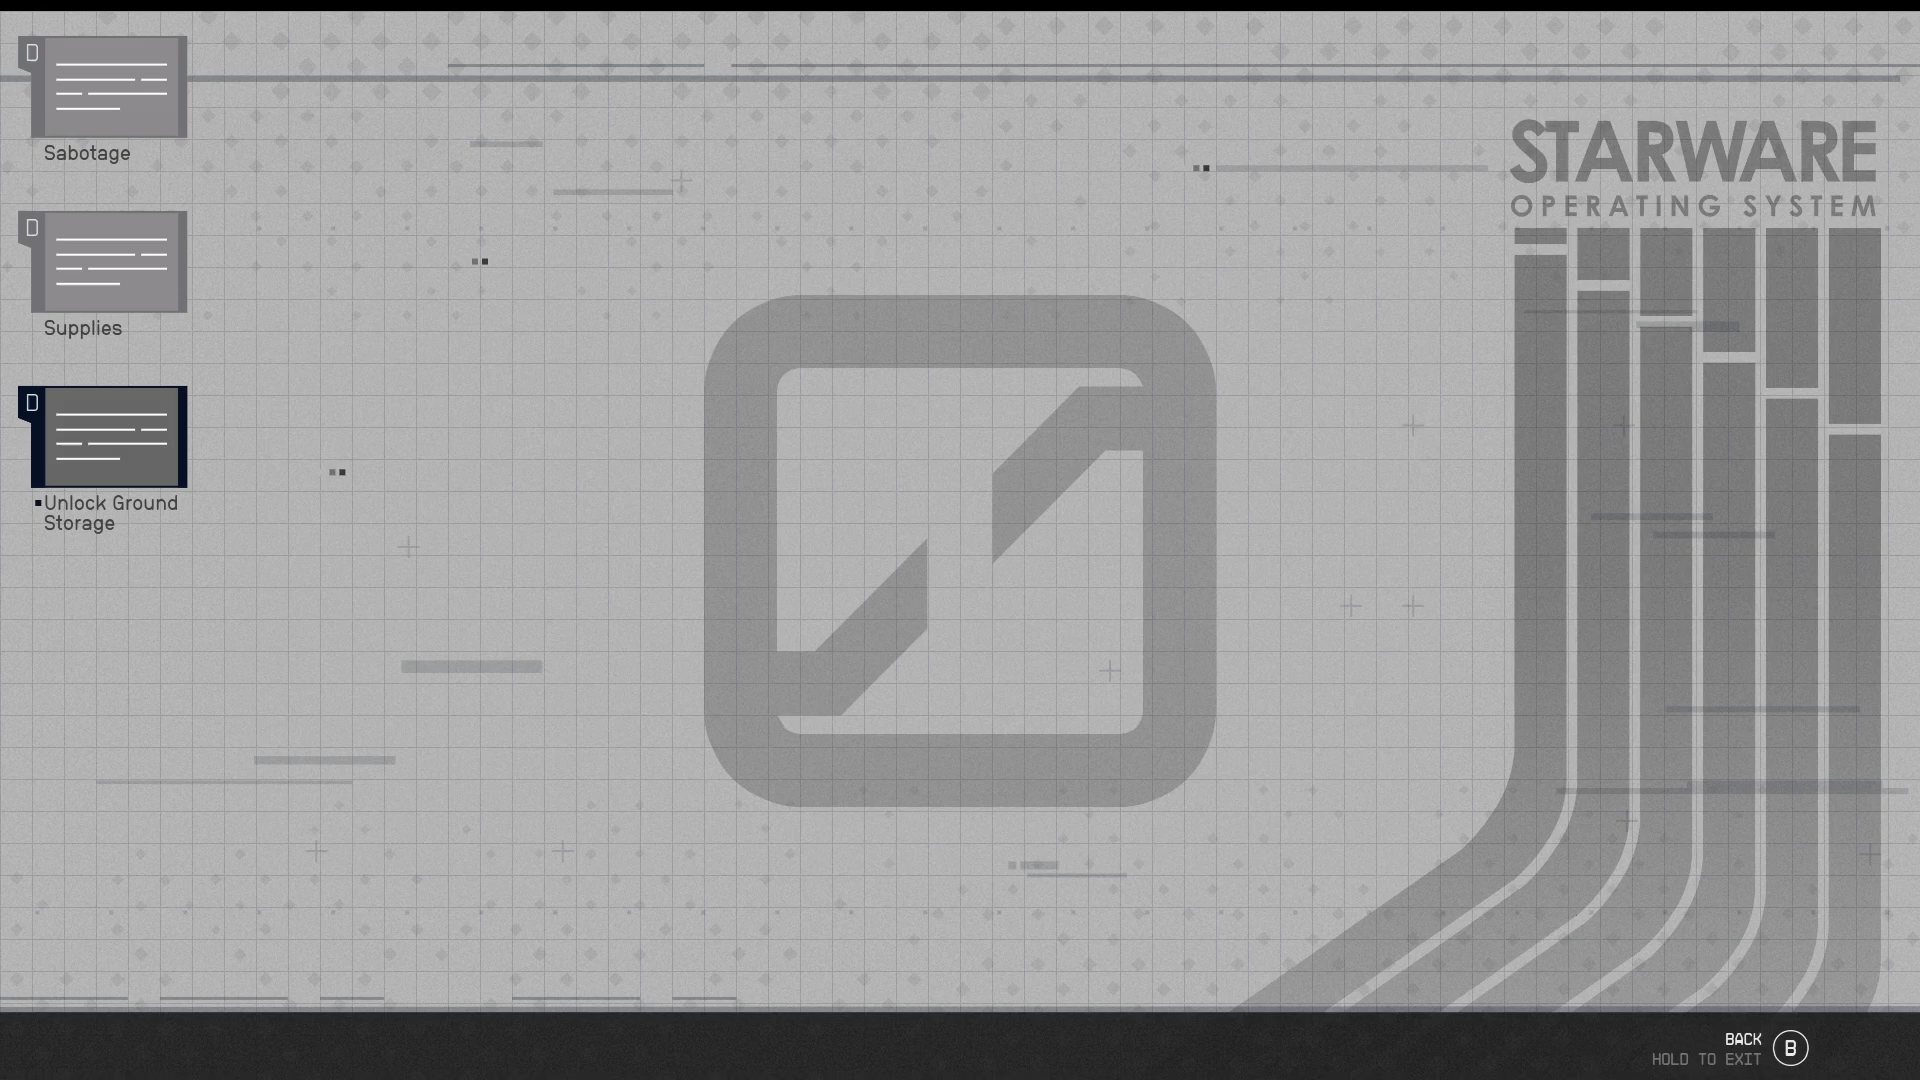 Sabotage
Supplies
Unlock Ground
Storage
STARWARE
OPERATING SYSTEM
BACK
HOLD TO EXIT
B